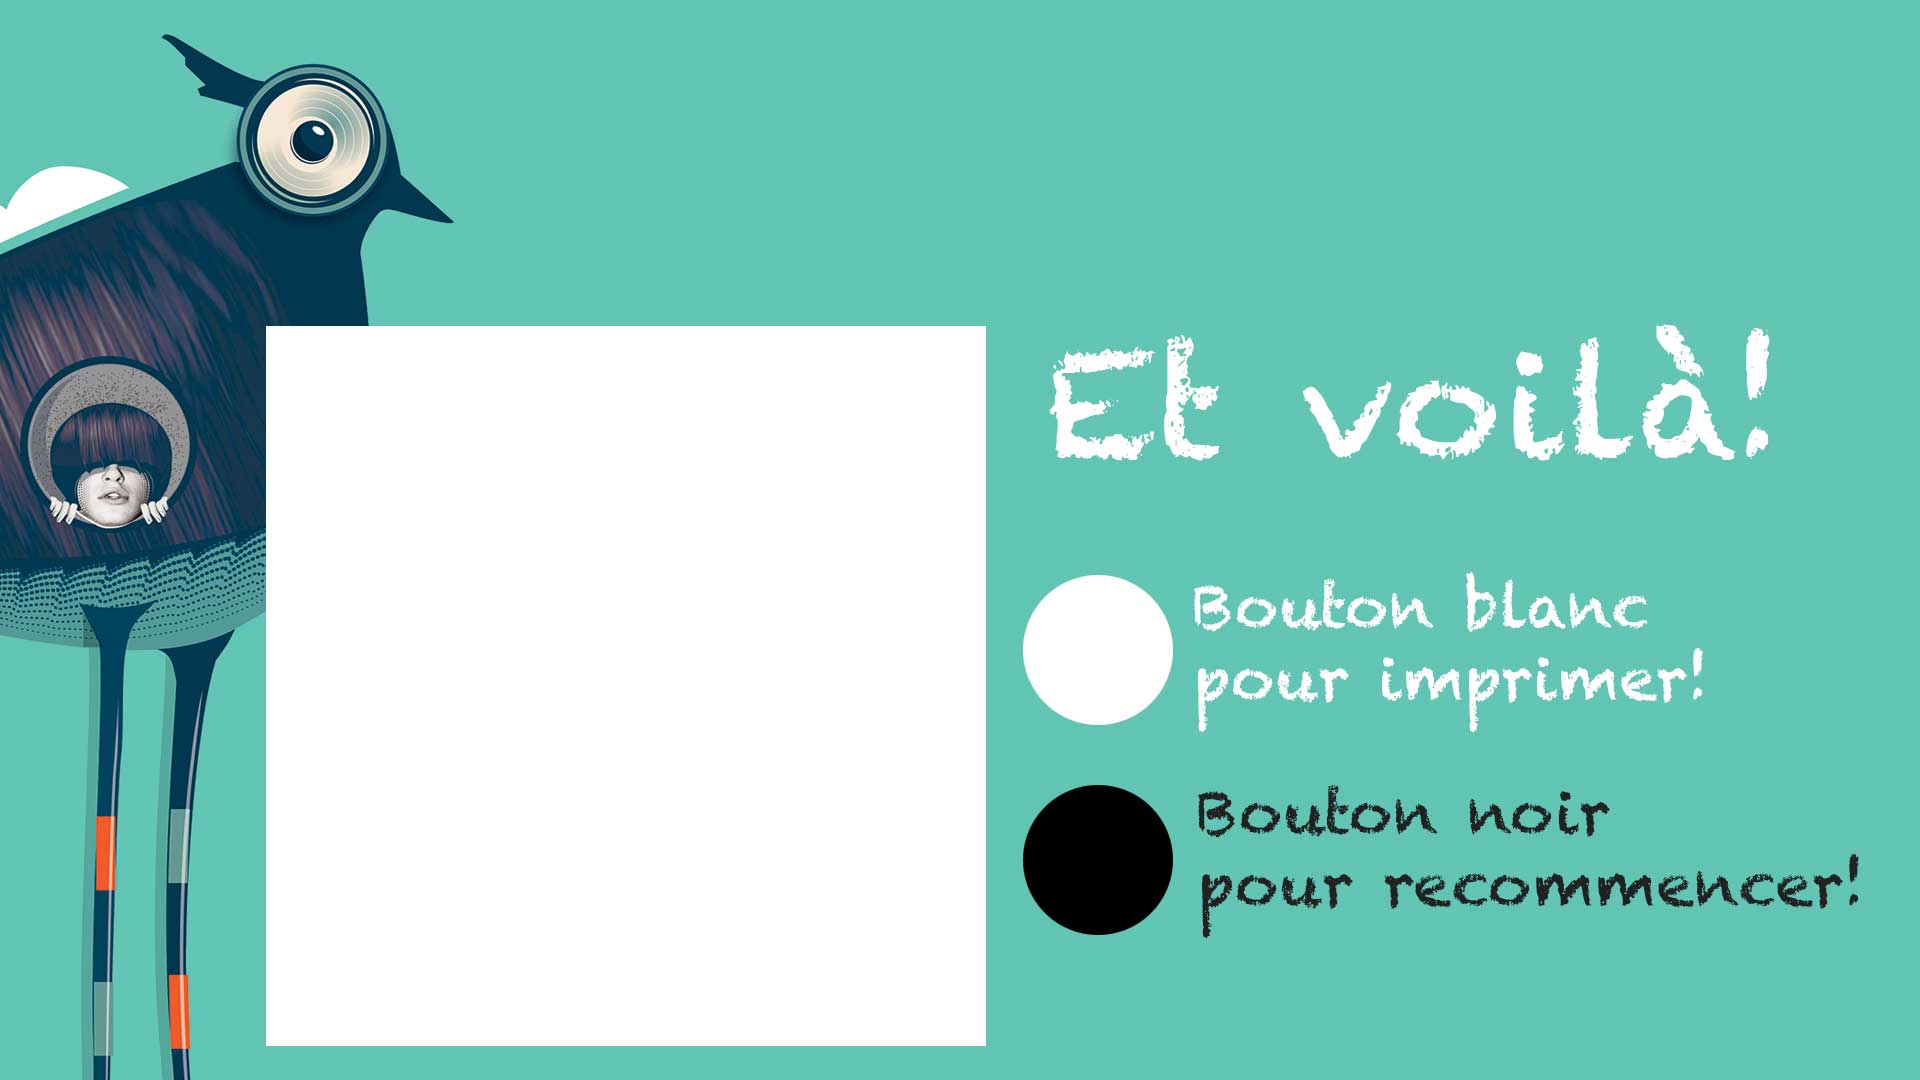 Et voilà!
Bouton blanc
pour imprimer!
Bouton noir
pour recommencer!